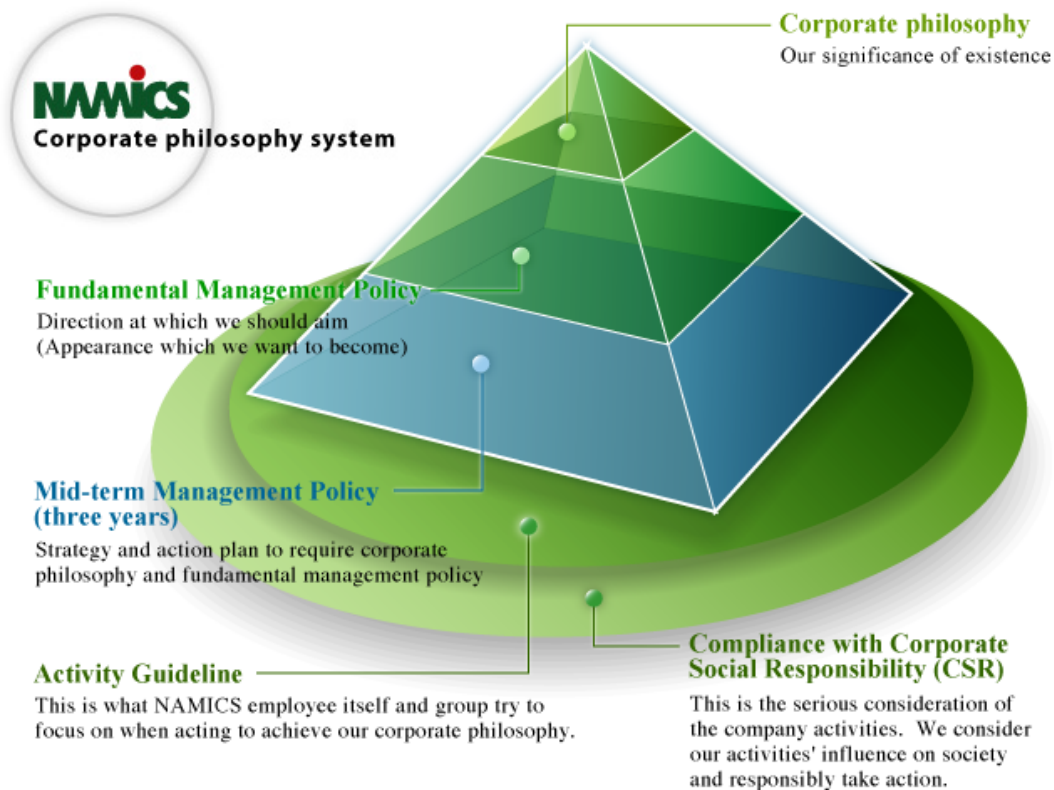 Corporate philosophy
Our significance of existence
NAMICS
Corporate philosophy system
Fundamental Management Policy
Direction at which we should aim
(Appearance which we want to become)
Mid-term Management Policy
(three years)
Strategy and action plan to require corporate
philosophy and fundamental management policy
Activity Guideline
This is what NAMICS employee itself and group try to
focus on when acting to achieve our corporate philosophy.
Compliance with Corporate
Social Responsibility (CSR)
This is the serious consideration of
the company activities.  We consider
our activities' influence on society
and responsibly take action.